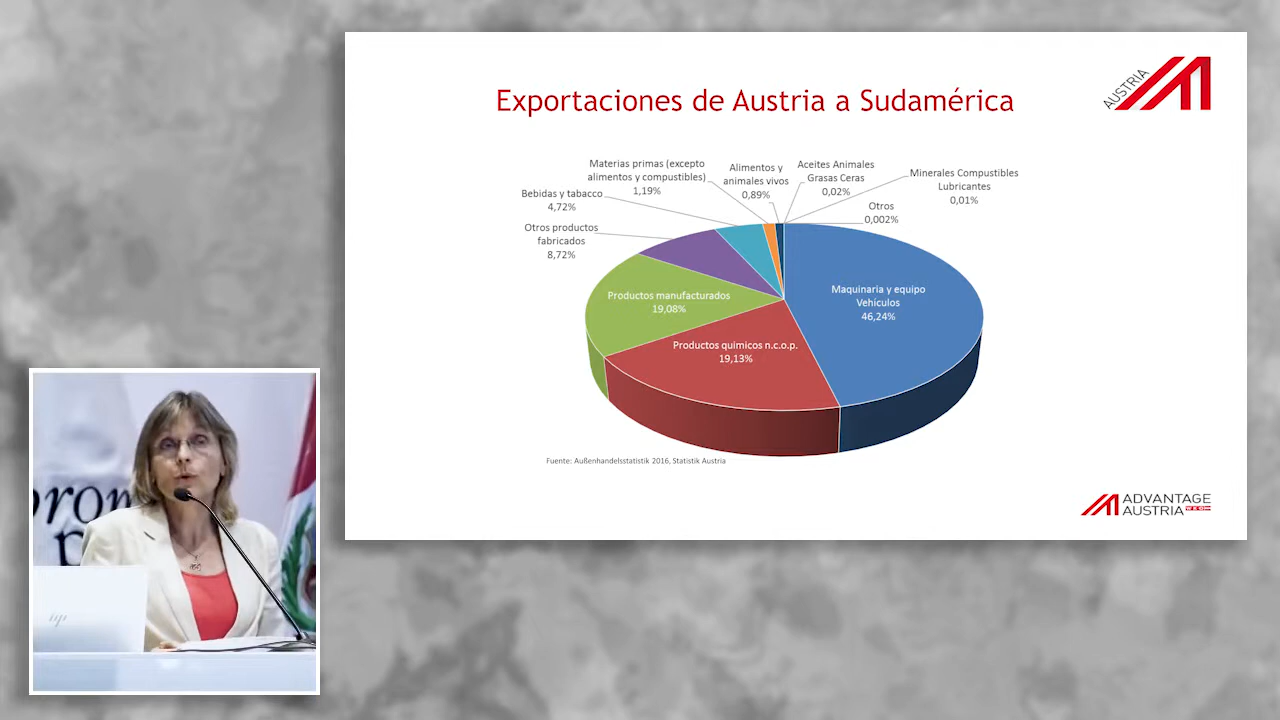 Exportaciones de Austria a Sudamérica
AUSTRIA
Materias primas (excepto
alimentos y compustibles)
1,19%
Alimentos y
animales vivos
0,89%
Aceites Animales
Grasas Ceras
0,02%
Minerales Compustibles
Lubricantes
0,01%
Bebidas y tabacco
4,72%
Otros
0,002%
Otros productos
fabricados
8,72%
Maquinaria y equipo
Vehículos
46,24%
Productos manufacturados
19,08%
Productos químicos n.c.o.p.
19,13%
Fuente: Außenhandelsstatistik 2016, Statistik Austria
ADVANTAGE
AUSTRIA
hp